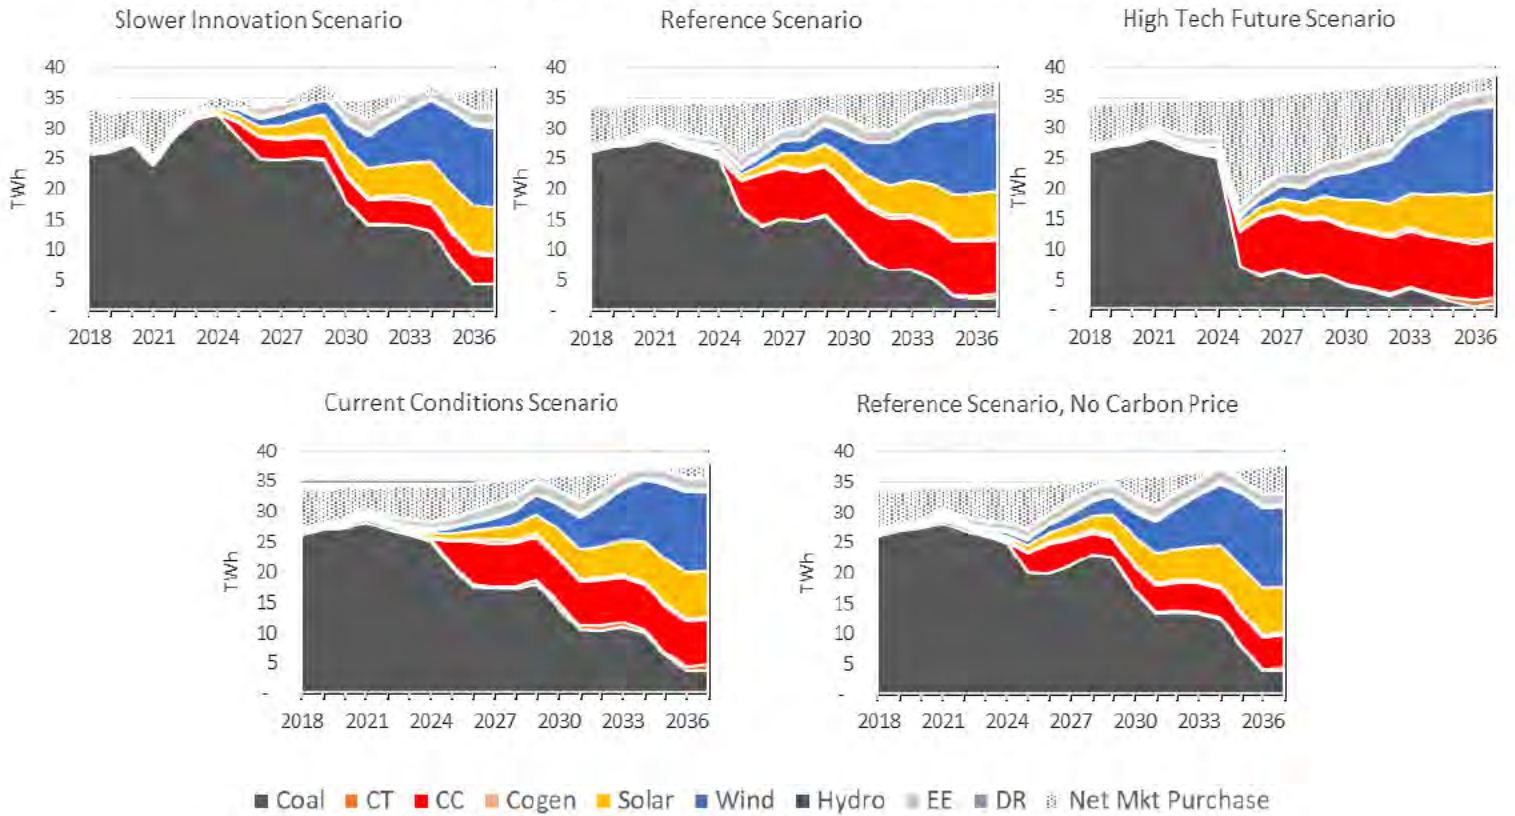 Slower Innovation Scenario
Reference Scenario
High Tech Future Scenario
40
35
30
25
20
15
10
5
-
TWh
2018 2021 2024 2027 2030 2033 2036
40
35
30
25
20
15
10
5
-
TWh
2018 2021 2024 2027 2030 2033 2036
40
35
30
25
20
15
10
5
-
TWh
2018 2021 2024 2027 2030 2033 2036
Current Conditions Scenario
Reference Scenario, No Carbon Price
40
35
30
25
20
15
10
5
-
TWh
2018 2021 2024 2027 2030 2033 2036
40
35
30
25
20
15
10
5
-
TWh
2018 2021 2024 2027 2030 2033 2036
Coal CT CC Cogen Solar Wind Hydro EE DR Net Mkt Purchase